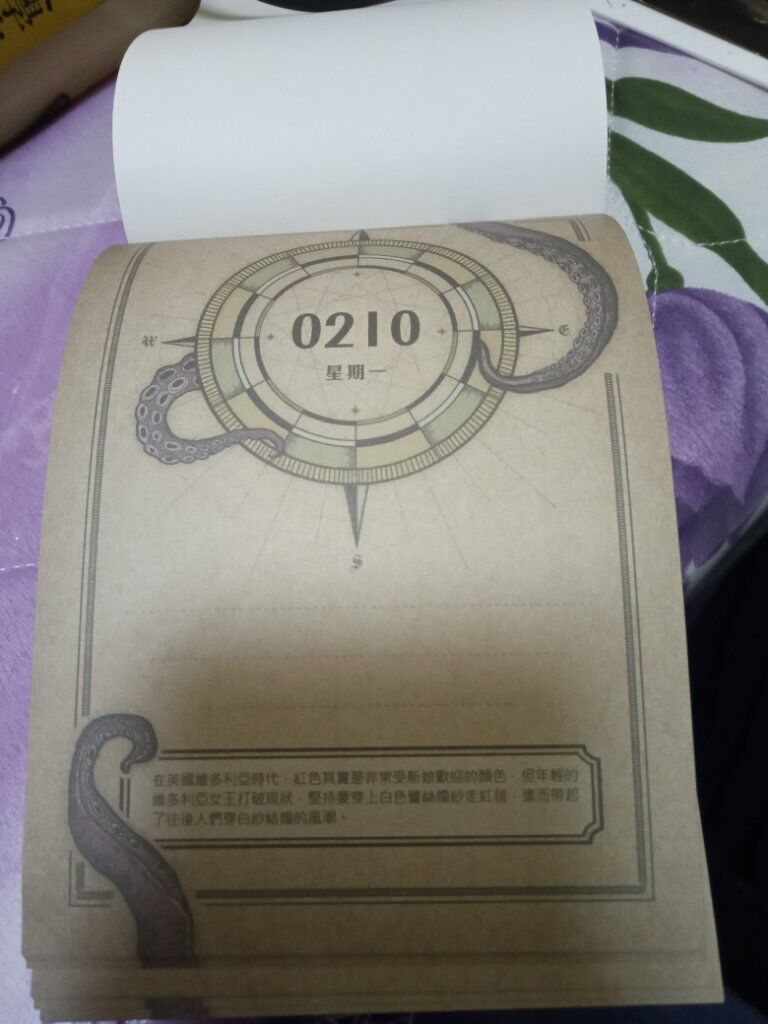 0210
星期一
W
E
S
在英國維多利亞時代，紅色其實是非常受新娘歡迎的顏色，但年輕的
維多利亞女王打破現狀，堅持要穿上白色蕾絲婚紗走紅毯，進而帶起
了往後人們穿白紗結婚的風潮。